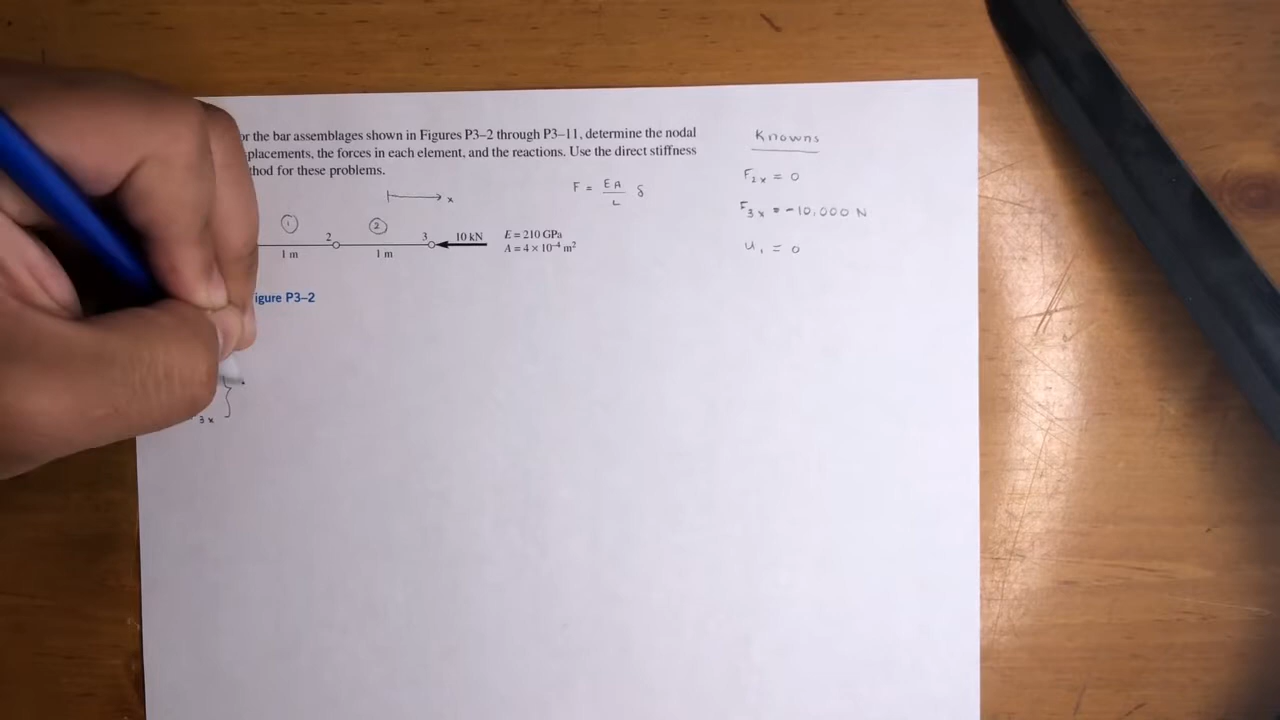 or the bar assemblages shown in Figures P3–2 through P3–11, determine the nodal
placements, the forces in each element, and the reactions. Use the direct stiffness
hod for these problems.
x
F = EA/L δ
1
2
2
3
10 kN
E = 210 GPa
A = 4 × 10⁻⁴ m²
1 m
1 m
igure P3–2
3x
Knowns
F2x = 0
F3x = -10,000 N
u1 = 0